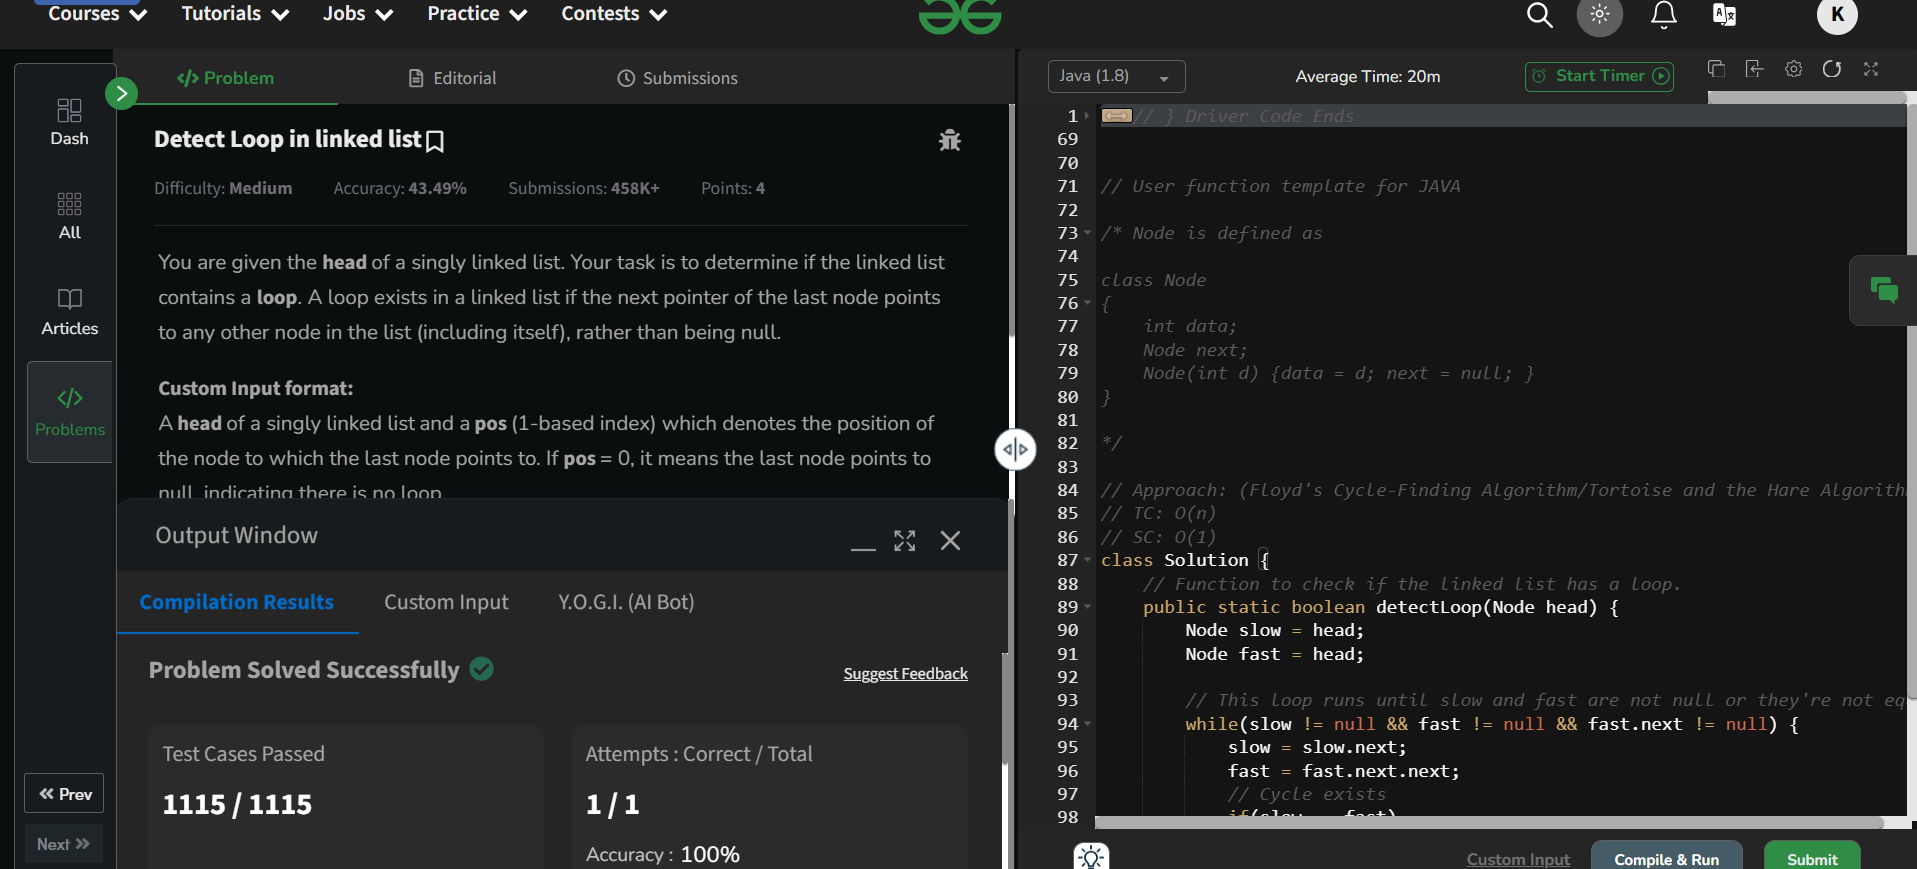 Courses
Tutorials
Jobs
Practice
Contests
K
Dash
All
Articles
Problems
Prev
Next
Problem
Editorial
Submissions
Detect Loop in linked list
Difficulty: Medium Accuracy: 43.49% Submissions: 458K+ Points: 4
You are given the head of a singly linked list. Your task is to determine if the linked list
contains a loop. A loop exists in a linked list if the next pointer of the last node points
to any other node in the list (including itself), rather than being null.
Custom Input format:
A head of a singly linked list and a pos (1-based index) which denotes the position of
the node to which the last node points to. If pos = 0, it means the last node points to
null, indicating there is no loop.
Output Window
Compilation Results
Custom Input
Y.O.G.I. (AI Bot)
Problem Solved Successfully
Suggest Feedback
Test Cases Passed
1115 / 1115
Attempts : Correct / Total
1 / 1
Accuracy : 100%
Java (1.8)
Average Time: 20m
Start Timer
1 // } Driver Code Ends
69
70
71 // User function template for JAVA
72
73 /* Node is defined as
74
75 class Node
76 {
77 int data;
78 Node next;
79 Node(int d) {data = d; next = null; }
80 }
81
82 */
83
84 // Approach: (Floyd's Cycle-Finding Algorithm/Tortoise and the Hare Algorith
85 // TC: O(n)
86 // SC: O(1)
87 class Solution {
88 // Function to check if the linked list has a loop.
89 public static boolean detectLoop(Node head) {
90 Node slow = head;
91 Node fast = head;
92
93 // This loop runs until slow and fast are not null or they're not eq
94 while(slow != null && fast != null && fast.next != null) {
95 slow = slow.next;
96 fast = fast.next.next;
97 // Cycle exists
98
Custom Input
Compile & Run
Submit